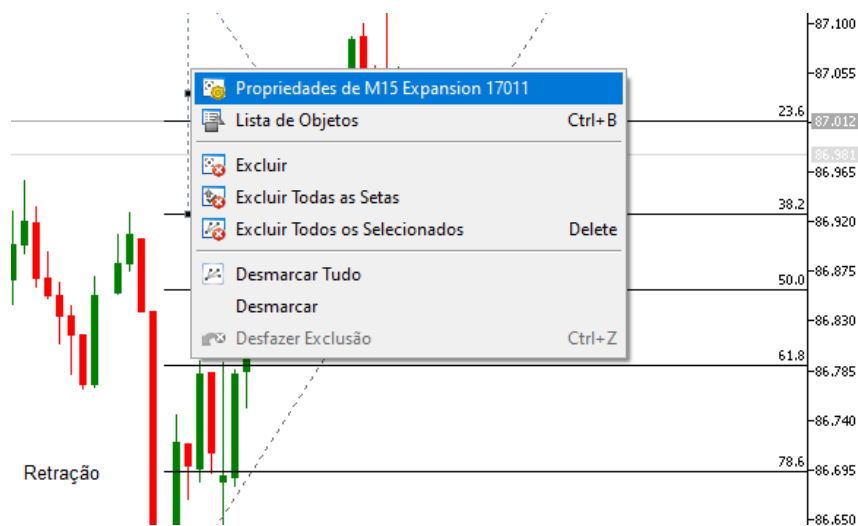 87.100
87.055
Propriedades de M15 Expansion 17011
23.6
87.012
Lista de Objetos Ctrl+B
86.981
Excluir
86.965
Excluir Todas as Setas
38.2
86.920
Excluir Todos os Selecionados Delete
Desmarcar Tudo
86.875
50.0
Desmarcar
86.830
Desfazer Exclusão Ctrl+Z
61.8
86.785
86.740
78.6
Retração
86.695
86.650